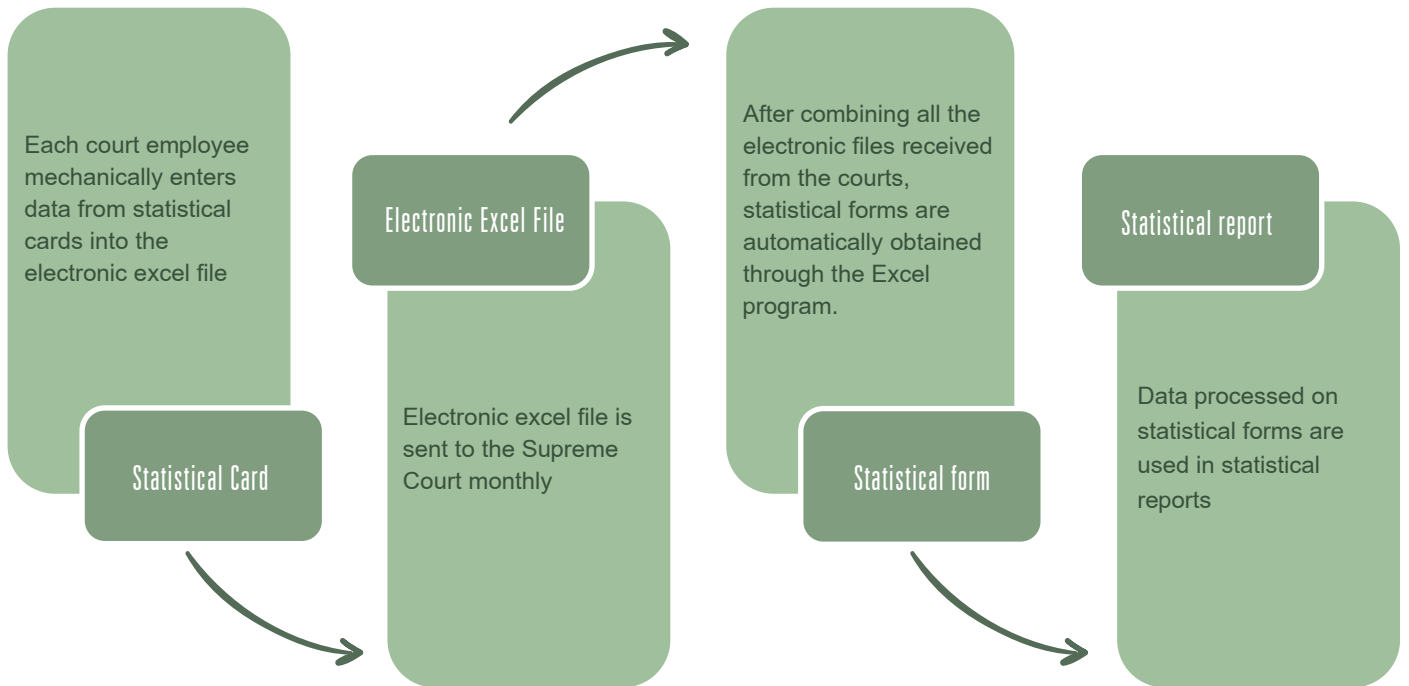 Each court employee
mechanically enters
data from statistical
cards into the
electronic excel file
Statistical Card
Electronic Excel File
Electronic excel file is
sent to the Supreme
Court monthly
After combining all the
electronic files received
from the courts,
statistical forms are
automatically obtained
through the Excel
program.
Statistical form
Statistical report
Data processed on
statistical forms are
used in statistical
reports